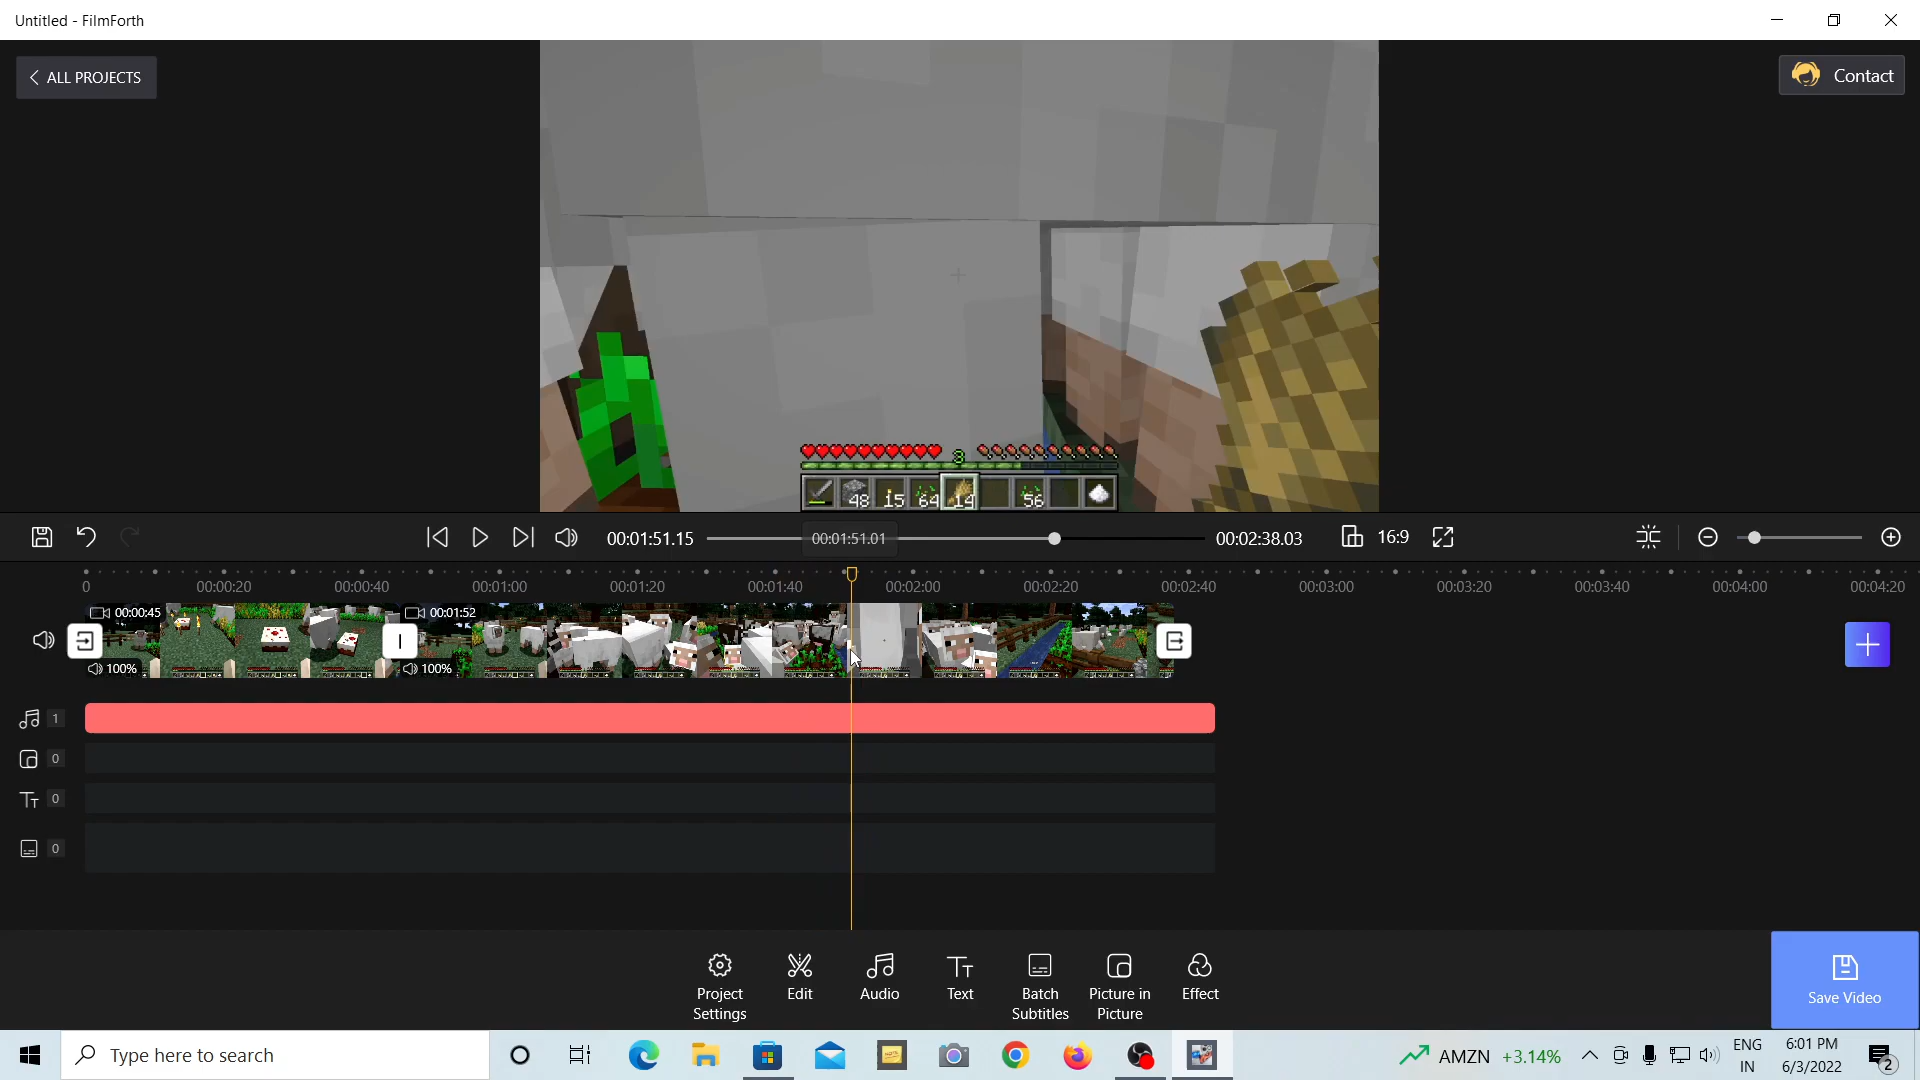 Untitled - FilmForth
ALL PROJECTS
Contact
3
48 15 64 14 56
00:01:51.15
00:01:51.01
00:02:38.03
16:9
0 00:00:20 00:00:40 00:01:00 00:01:20 00:01:40 00:02:00 00:02:20 00:02:40 00:03:00 00:03:20 00:03:40 00:04:00 00:04:20
00:00:45 00:01:52
100% 100%
1
0
0
0
Project Settings
Edit
Audio
Text
Batch Subtitles
Picture in Picture
Effect
Save Video
Type here to search
AMZN +3.14%
ENG
IN
6:01 PM
6/3/2022
2